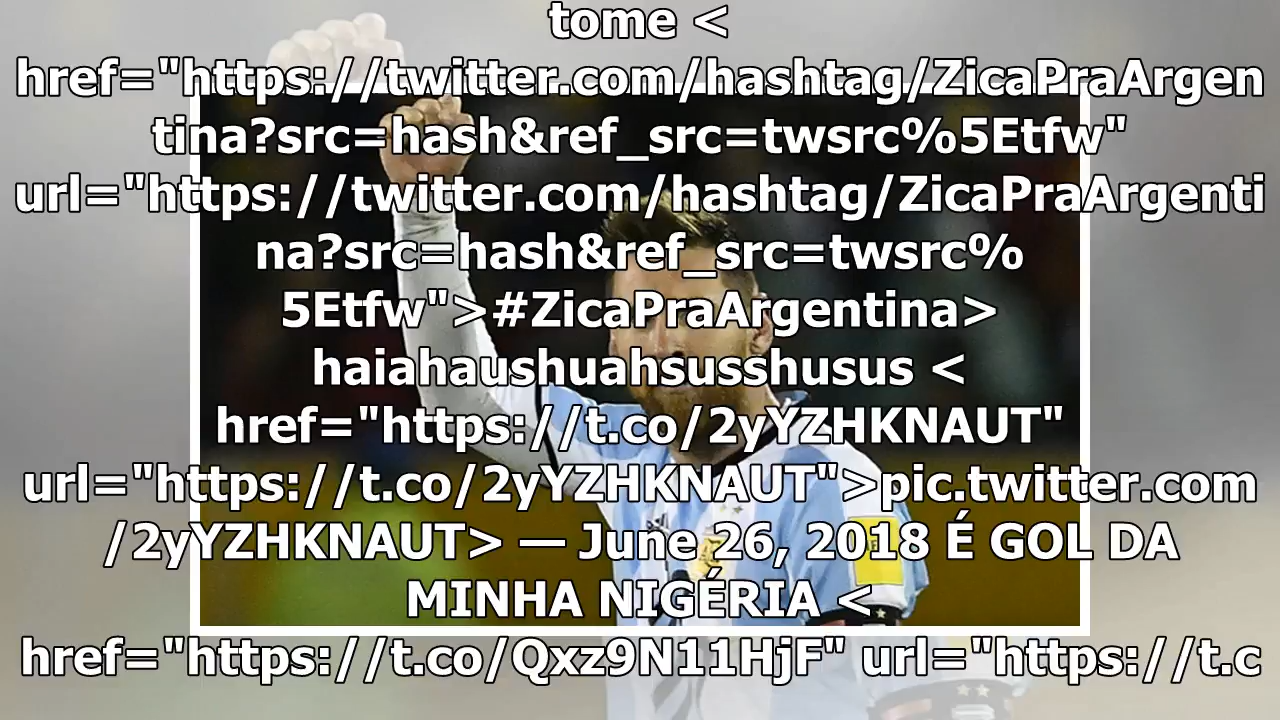 tome <
href="https://twitter.com/hashtag/ZicaPraArgen
tina?src=hash&ref_src=twsrc%5Etfw"
url="https://twitter.com/hashtag/ZicaPraArgenti
na?src=hash&ref_src=twsrc%
5Etfw">#ZicaPraArgentina>
haiahaushuahsusshusus <
href="https://t.co/2yYZHKNAUT"
url="https://t.co/2yYZHKNAUT">pic.twitter.com
/2yYZHKNAUT> — June 26, 2018 É GOL DA
MINHA NIGÉRIA <
href="https://t.co/Qxz9N11HjF" url="https://t.c